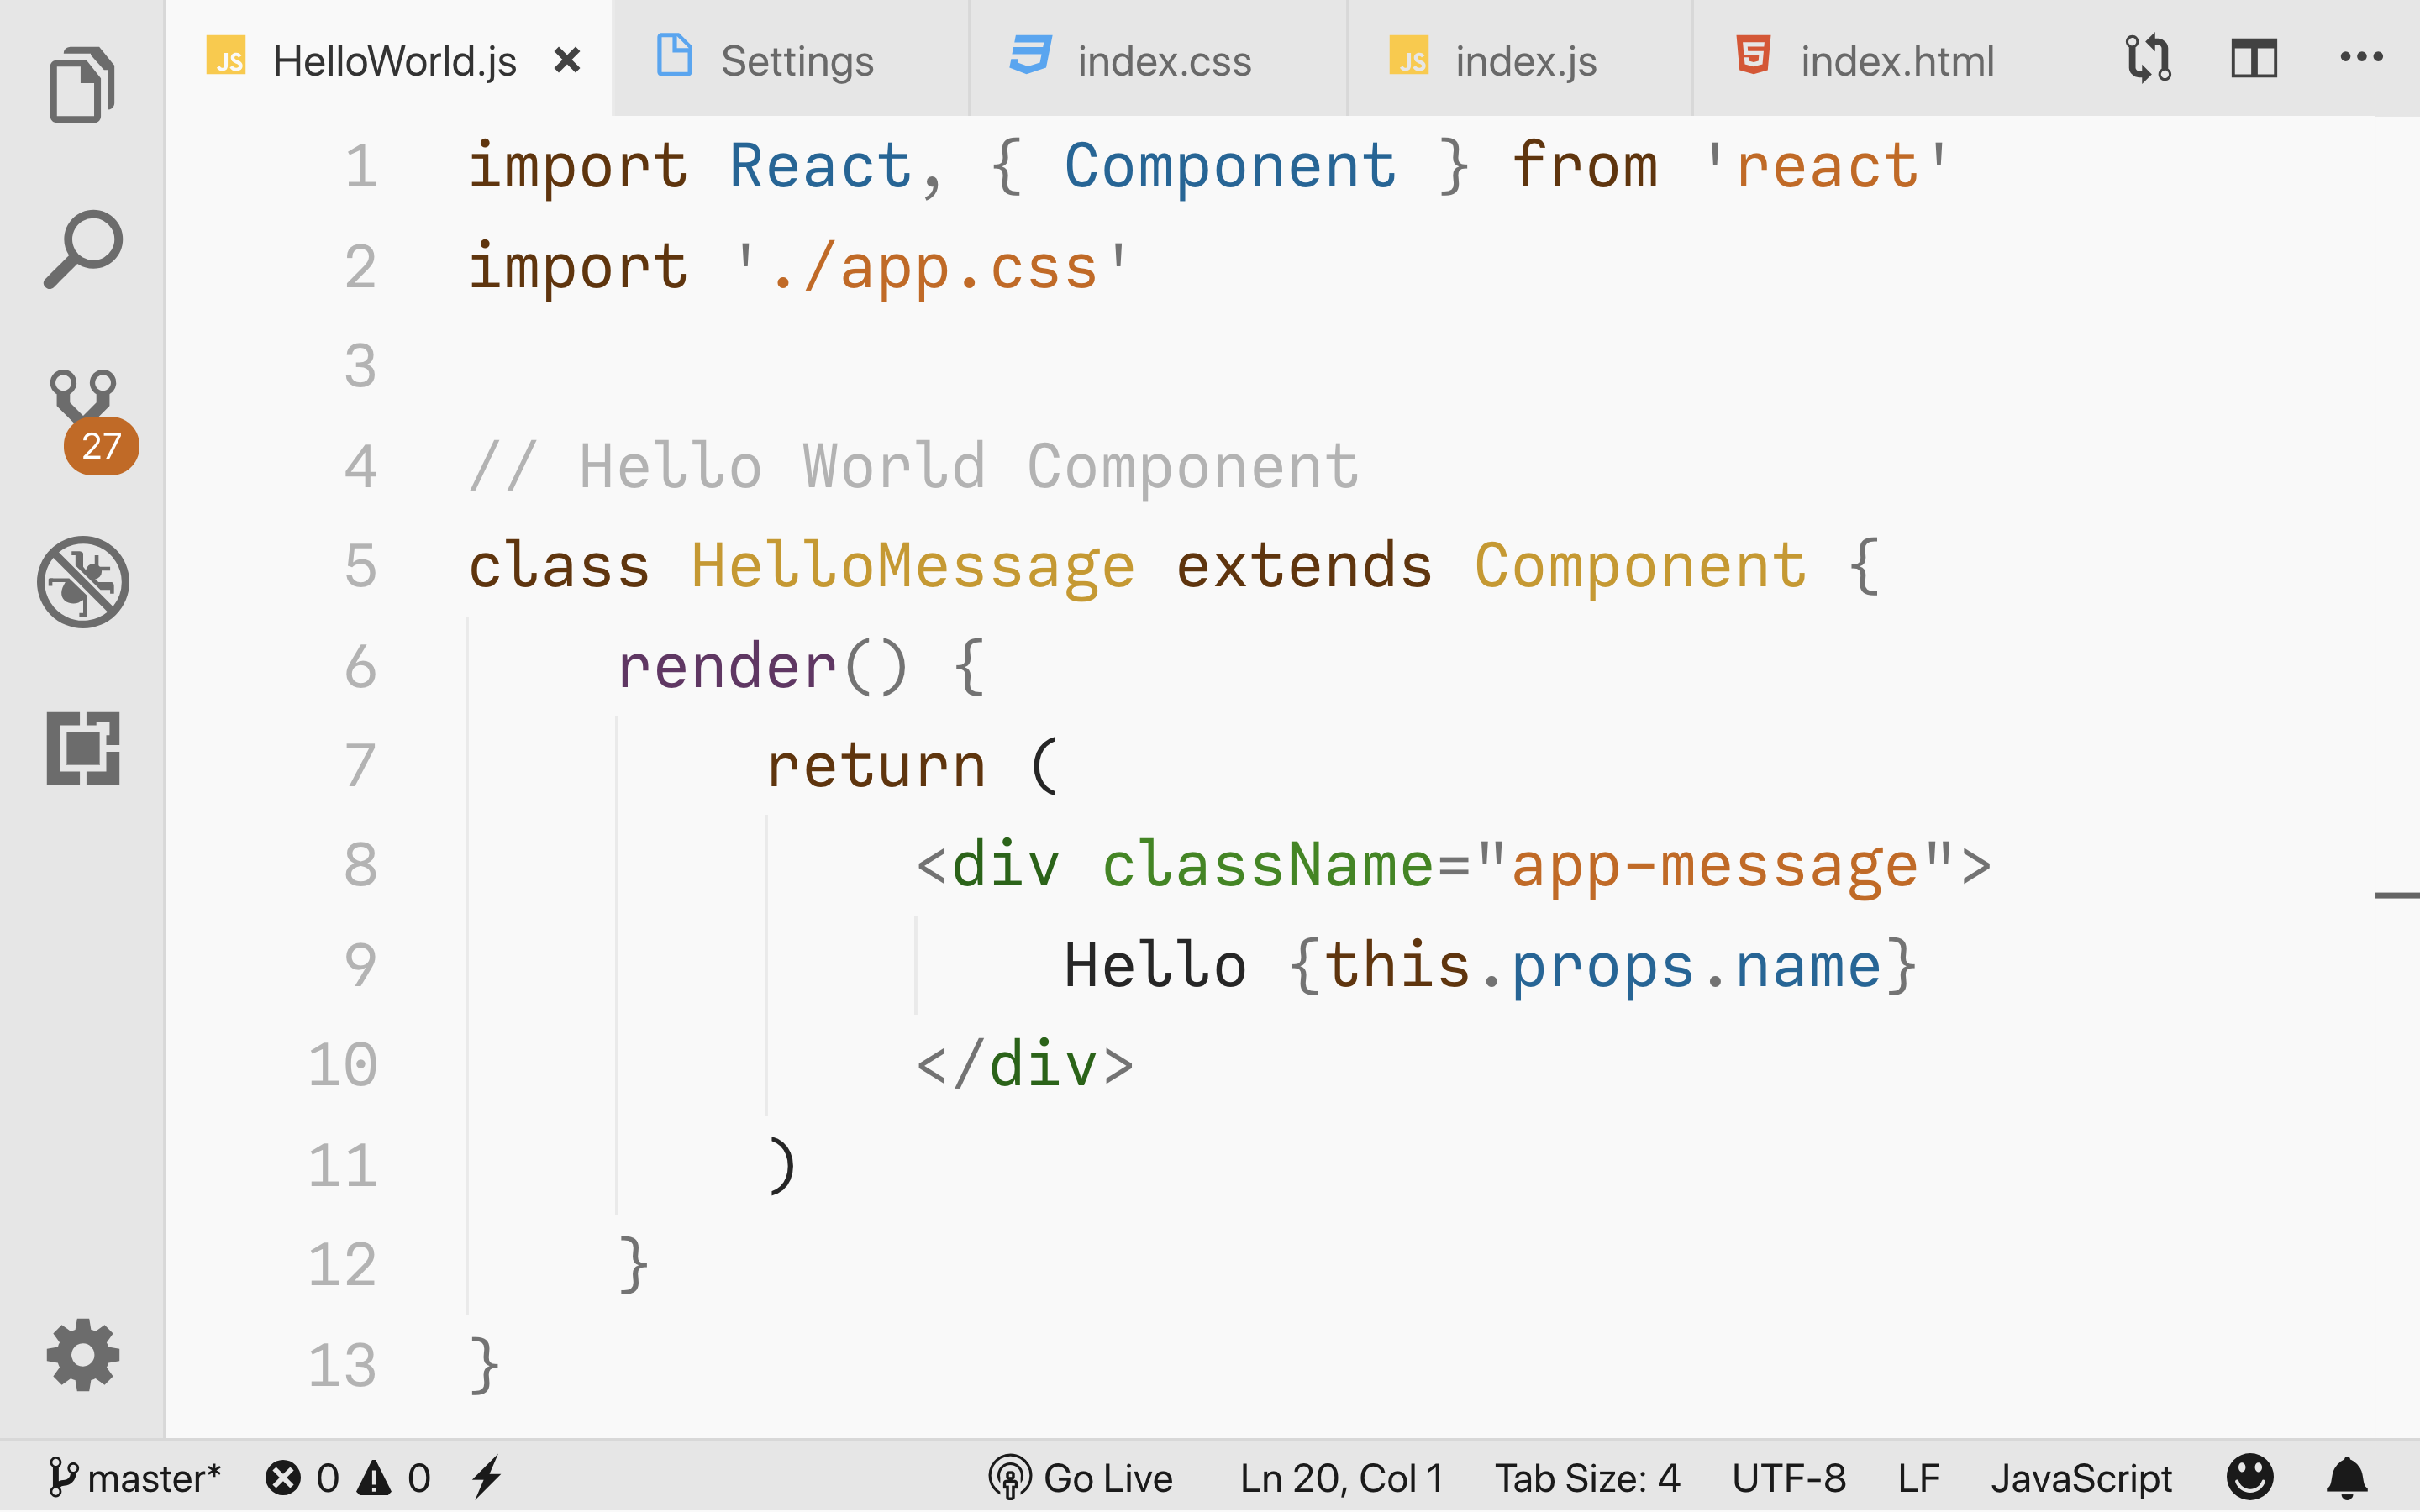 HelloWorld.js Settings index.css index.js index.html
1 import React, { Component } from 'react'
2 import './app.css'
3
4 // Hello World Component
5 class HelloMessage extends Component {
6     render() {
7         return (
8             <div className="app-message">
9                 Hello {this.props.name}
10             </div>
11         )
12     }
13 }
27
master* 0 0 Go Live Ln 20, Col 1 Tab Size: 4 UTF-8 LF JavaScript